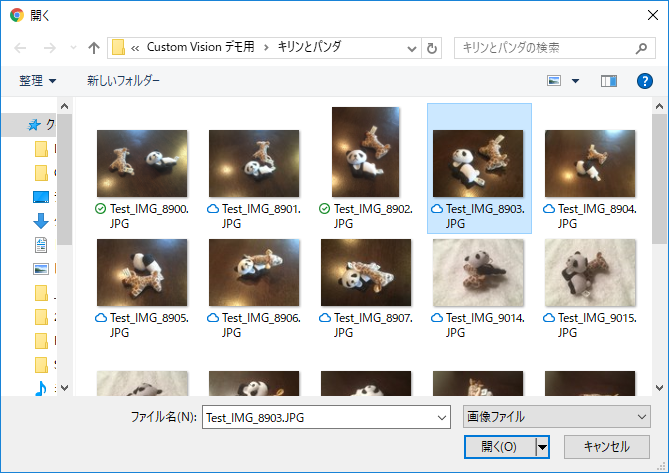 開く
« Custom Vision デモ用 › キリンとパンダ
キリンとパンダの検索
整理
新しいフォルダー
Test_IMG_8900.
JPG
Test_IMG_8901.
JPG
Test_IMG_8902.
JPG
Test_IMG_8903.
JPG
Test_IMG_8904.
JPG
Test_IMG_8905.
JPG
Test_IMG_8906.
JPG
Test_IMG_8907.
JPG
Test_IMG_9014.
JPG
Test_IMG_9015.
JPG
ファイル名(N):
Test_IMG_8903.JPG
画像ファイル
開く(O)
キャンセル